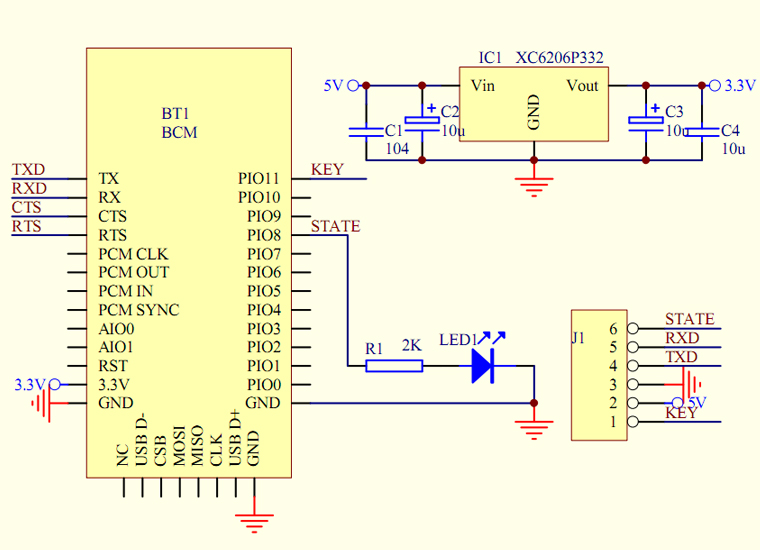 IC1 XC6206P332
5V
Vin
Vout
3.3V
GND
C1
104
C2
10u
C3
10u
C4
10u
BT1
BCM
TXD
RXD
CTS
RTS
TX
RX
CTS
RTS
PCM CLK
PCM OUT
PCM IN
PCM SYNC
AIO0
AIO1
RST
3.3V
3.3V
GND
PIO11
PIO10
PIO9
PIO8
PIO7
PIO6
PIO5
PIO4
PIO3
PIO2
PIO1
PIO0
GND
KEY
STATE
NC
USB D-
CSB
MOSI
MISO
CLK
USB D+
GND
R1
2K
LED1
J1
6
5
4
3
2
1
STATE
RXD
TXD
5V
KEY